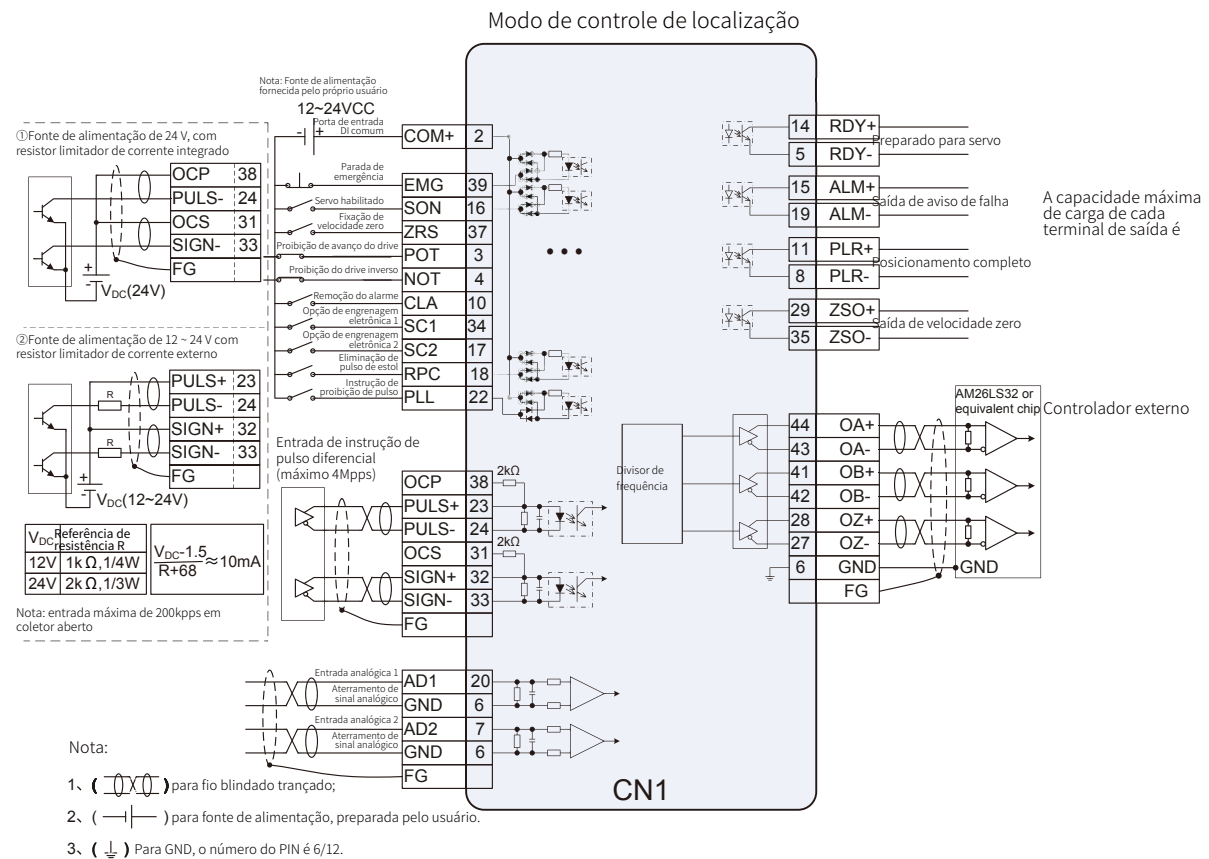 Modo de controle de localização
Nota: Fonte de alimentação
fornecida pelo próprio usuário
12~24VCC
Porta de entrada
DI comum
- +
COM+ 2
Parada de
emergência
EMG 39
Servo habilitado
SON 16
Fixação de
velocidade zero
ZRS 37
Proibição de avanço do drive
POT 3
Proibição do drive inverso
NOT 4
Remoção do alarme
CLA 10
Opção de engrenagem
eletrônica 1
SC1 34
Opção de engrenagem
eletrônica 2
SC2 17
Eliminação de
pulso de estol
RPC 18
Instrução de
proibição de pulso
PLL 22
①Fonte de alimentação de 24 V, com
resistor limitador de corrente integrado
OCP 38
PULS- 24
OCS 31
SIGN- 33
FG
+
-
VDC(24V)
②Fonte de alimentação de 12 ~ 24 V com
resistor limitador de corrente externo
PULS+ 23
R
PULS- 24
SIGN+ 32
R
SIGN- 33
FG
+
-
VDC(12~24V)
VDC Referência de
resistência R
12V 1k Ω,1/4W
24V 2k Ω,1/3W
VDC-1.5
R+68
≈10mA
Nota: entrada máxima de 200kpps em
coletor aberto
Entrada de instrução de
pulso diferencial
(máximo 4Mpps)
OCP 38 2kΩ
PULS+ 23
PULS- 24
OCS 31 2kΩ
SIGN+ 32
SIGN- 33
FG
Entrada analógica 1
AD1 20
Aterramento de
sinal analógico
GND 6
Entrada analógica 2
AD2 7
Aterramento de
sinal analógico
GND 6
FG
14 RDY+
Preparado para servo
5 RDY-
15 ALM+
Saída de aviso de falha
19 ALM-
11 PLR+
Posicionamento completo
8 PLR-
29 ZSO+
Saída de velocidade zero
35 ZSO-
A capacidade máxima
de carga de cada
terminal de saída é
Divisor de
frequência
44 OA+
43 OA-
41 OB+
42 OB-
28 OZ+
27 OZ-
6 GND
FG
AM26LS32 or
equivalent chip
Controlador externo
GND
CN1
Nota:
1、( ) para fio blindado trançado;
2、( ) para fonte de alimentação, preparada pelo usuário.
3、( ) Para GND, o número do PIN é 6/12.